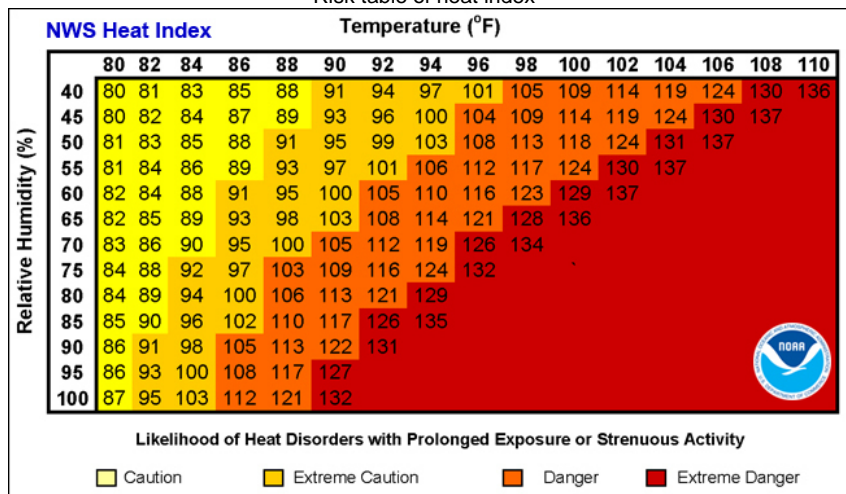 Risk table of heat index
NWS Heat Index Temperature (°F)
80 82 84 86 88 90 92 94 96 98 100 102 104 106 108 110
Relative Humidity (%)
40 80 81 83 85 88 91 94 97 101 105 109 114 119 124 130 136
45 80 82 84 87 89 93 96 100 104 109 114 119 124 130 137
50 81 83 85 88 91 95 99 103 108 113 118 124 131 137
55 81 84 86 89 93 97 101 106 112 117 124 130 137
60 82 84 88 91 95 100 105 110 116 123 129 137
65 82 85 89 93 98 103 108 114 121 128 136
70 83 86 90 95 100 105 112 119 126 134
75 84 88 92 97 103 109 116 124 132
80 84 89 94 100 106 113 121 129
85 85 90 96 102 110 117 126 135
90 86 91 98 105 113 122 131
95 86 93 100 108 117 127
100 87 95 103 112 121 132
NOAA
Likelihood of Heat Disorders with Prolonged Exposure or Strenuous Activity
Caution Extreme Caution Danger Extreme Danger